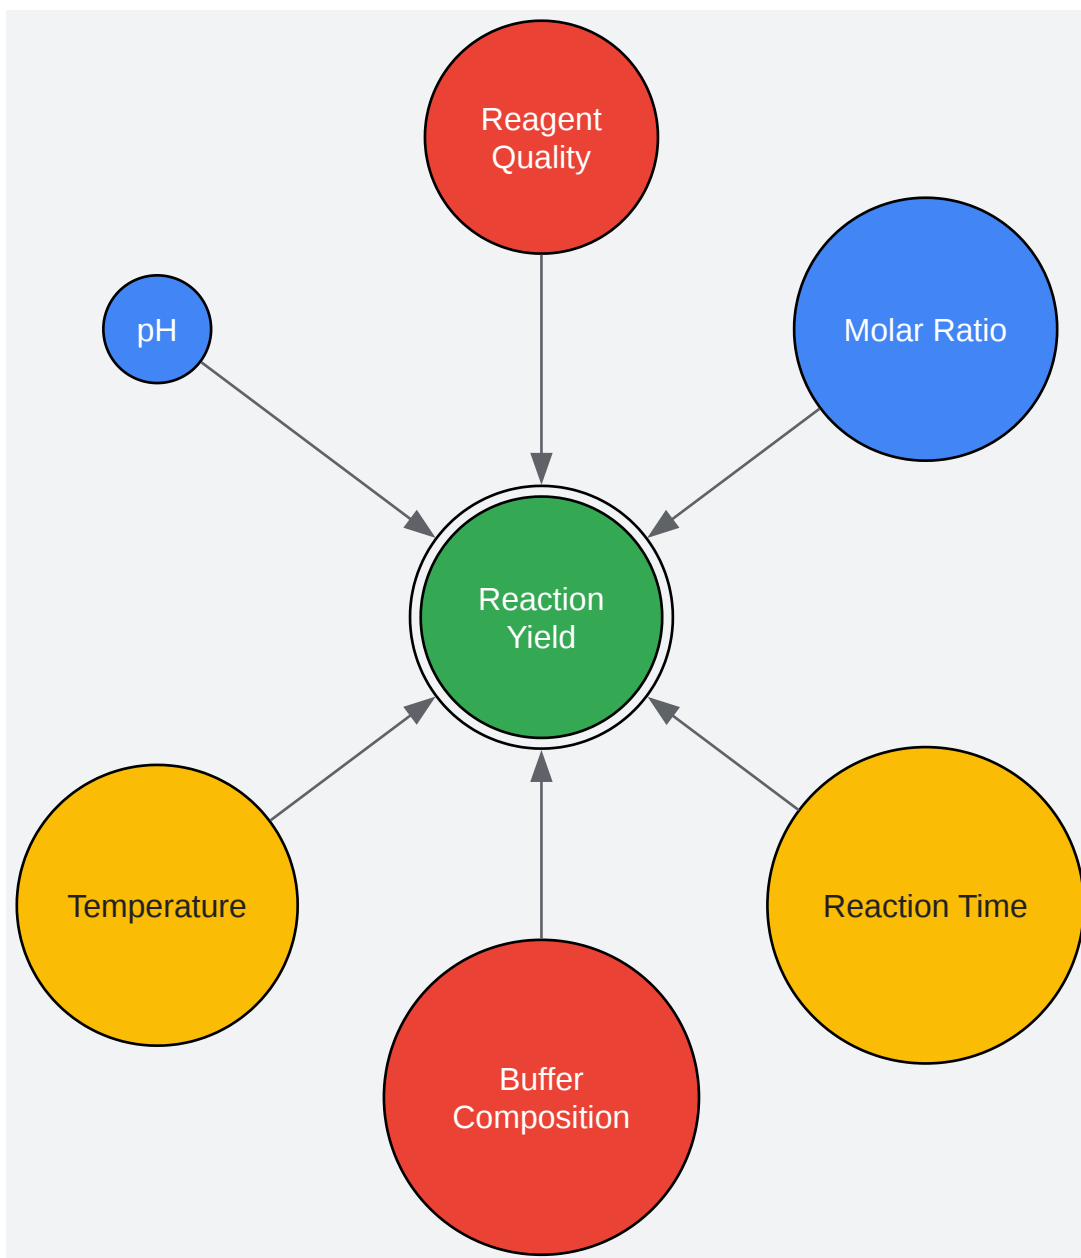 Reagent
Quality
pH
Molar Ratio
Reaction
Yield
Temperature
Reaction Time
Buffer
Composition